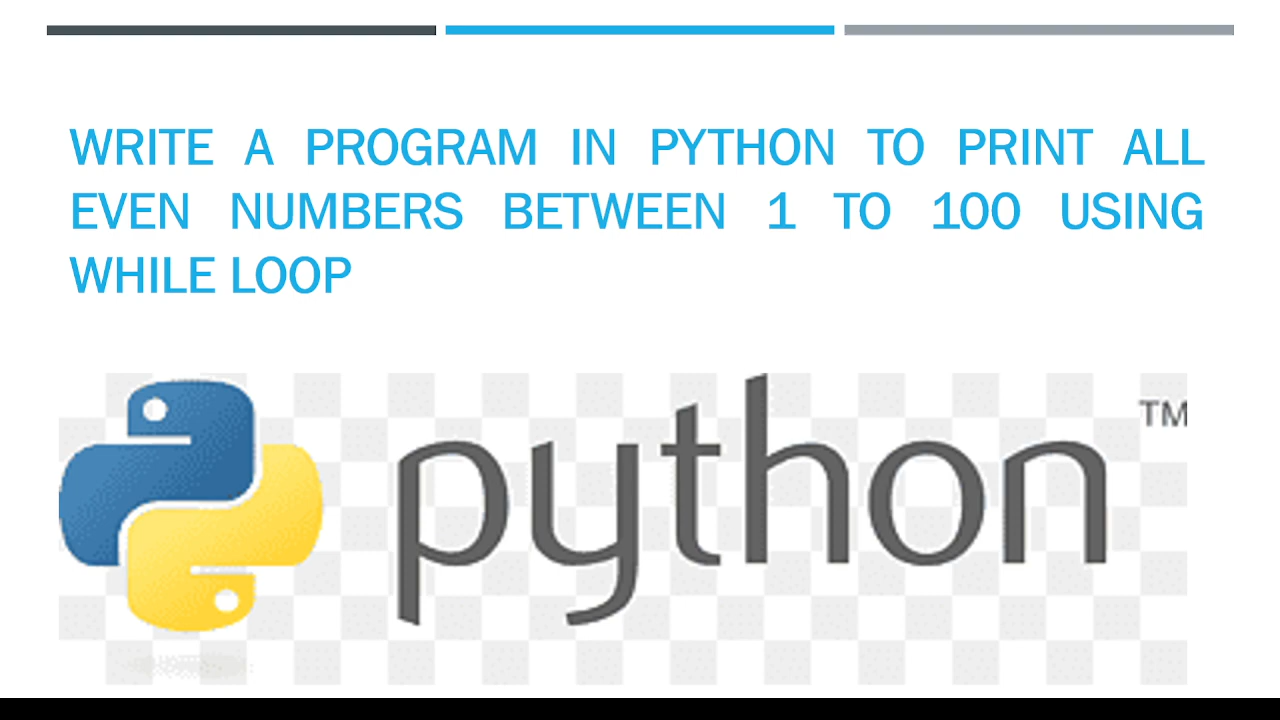 WRITE A PROGRAM IN PYTHON TO PRINT ALL
EVEN NUMBERS BETWEEN 1 TO 100 USING
WHILE LOOP
python TM